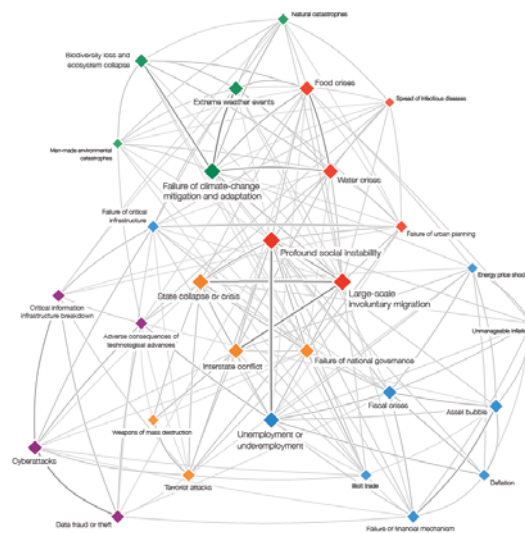 Natural catastrophes
Biodiversity loss and
ecosystem collapse
Food crises
Extreme weather events
Spread of infectious diseases
Man-made environmental
catastrophes
Failure of climate-change
mitigation and adaptation
Water crises
Failure of critical
infrastructure
Failure of urban planning
Profound social instability
Energy price shock
State collapse or crisis
Large-scale
involuntary migration
Critical information
infrastructure breakdown
Adverse consequences of
technological advances
Unmanageable inflation
Interstate conflict
Failure of national governance
Fiscal crises
Asset bubble
Weapons of mass destruction
Unemployment or
underemployment
Cyberattacks
Terrorist attacks
Illicit trade
Deflation
Data fraud or theft
Failure of financial mechanism